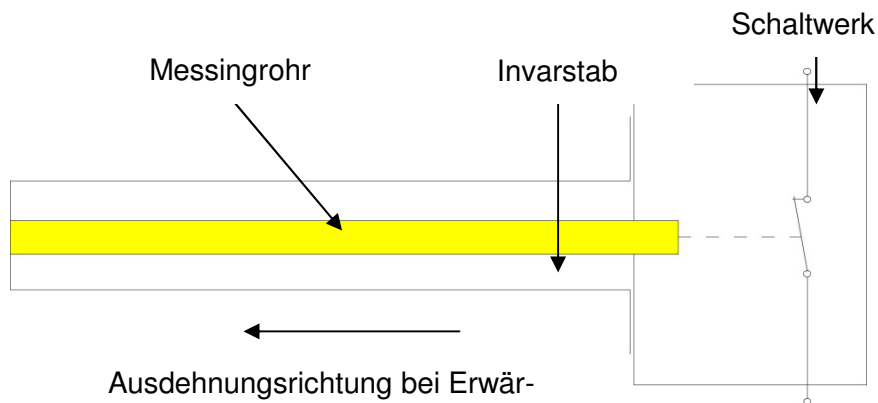 Schaltwerk
Messingrohr
Invarstab
Ausdehnungsrichtung bei Erwär-